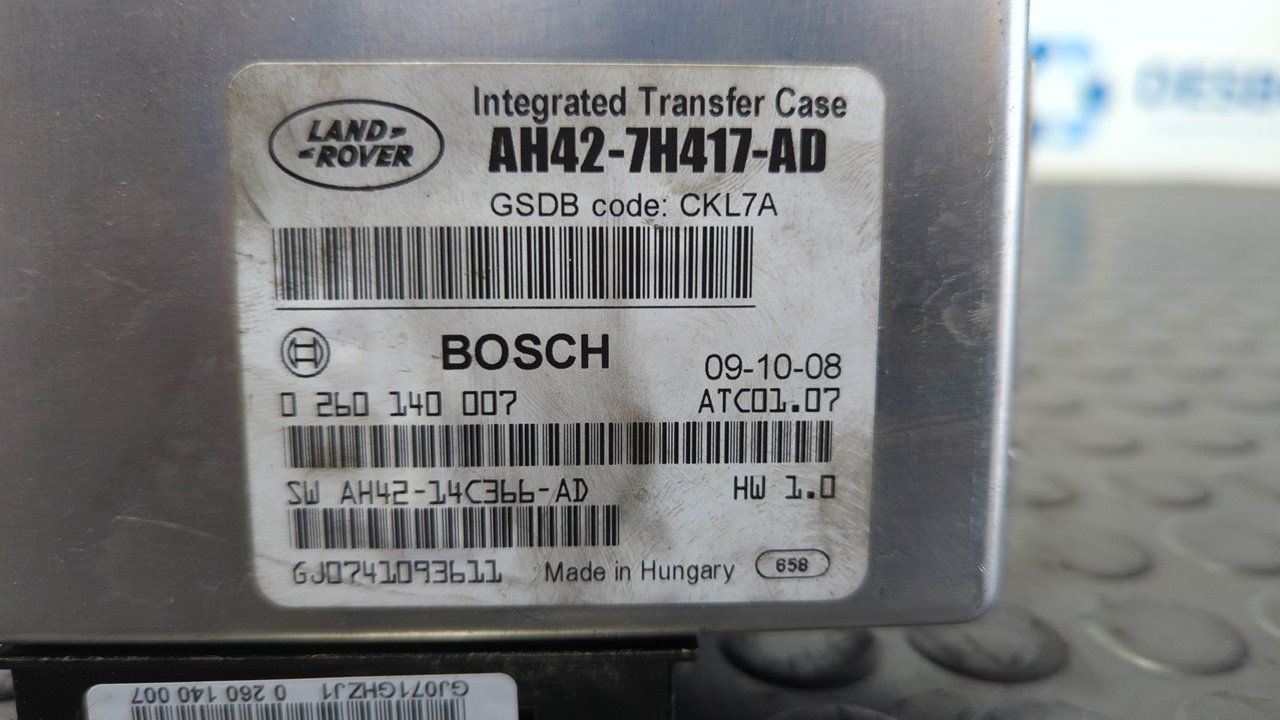 Integrated Transfer Case
LAND-
-ROVER
AH42-7H417-AD
GSDB code: CKL7A
BOSCH
09-10-08
0 260 140 007
ATC01.07
SW AH42-14C366-AD
HW 1.0
GJ0741093611
Made in Hungary
658
GJ071GHZJ1 0 260 140 007
DESB